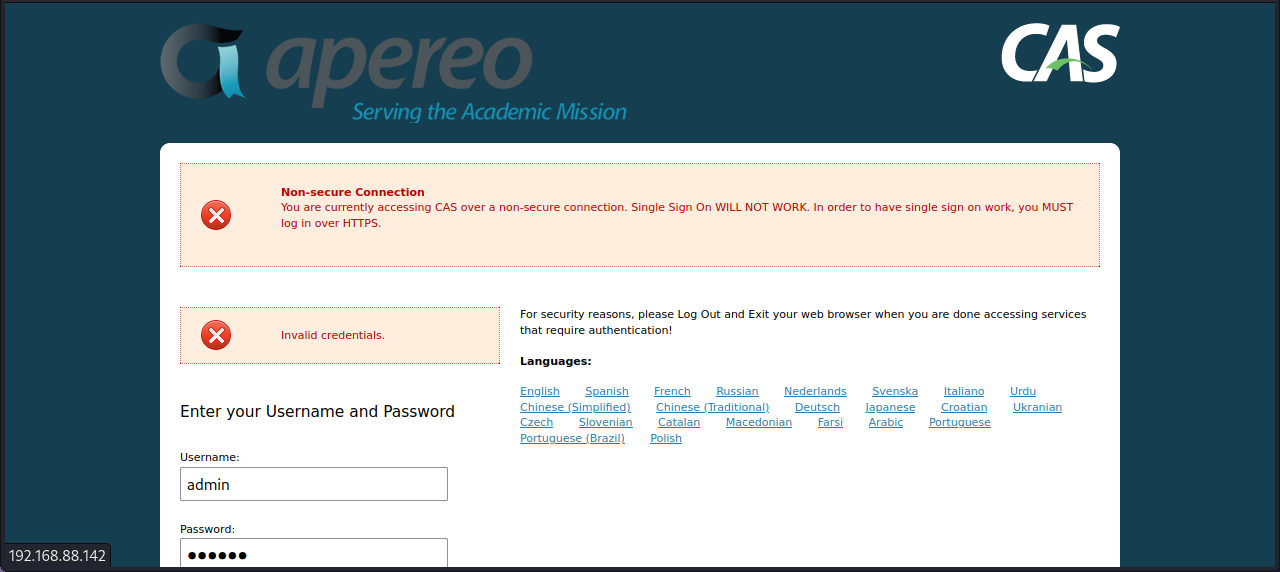 apereo
Serving the Academic Mission
CAS
Non-secure Connection
You are currently accessing CAS over a non-secure connection. Single Sign On WILL NOT WORK. In order to have single sign on work, you MUST
log in over HTTPS.
Invalid credentials.
For security reasons, please Log Out and Exit your web browser when you are done accessing services
that require authentication!
Languages:
English Spanish French Russian Nederlands Svenska Italiano Urdu
Chinese (Simplified) Chinese (Traditional) Deutsch Japanese Croatian Ukranian
Czech Slovenian Catalan Macedonian Farsi Arabic Portuguese
Portuguese (Brazil) Polish
Enter your Username and Password
Username:
admin
Password:
••••••
192.168.88.142